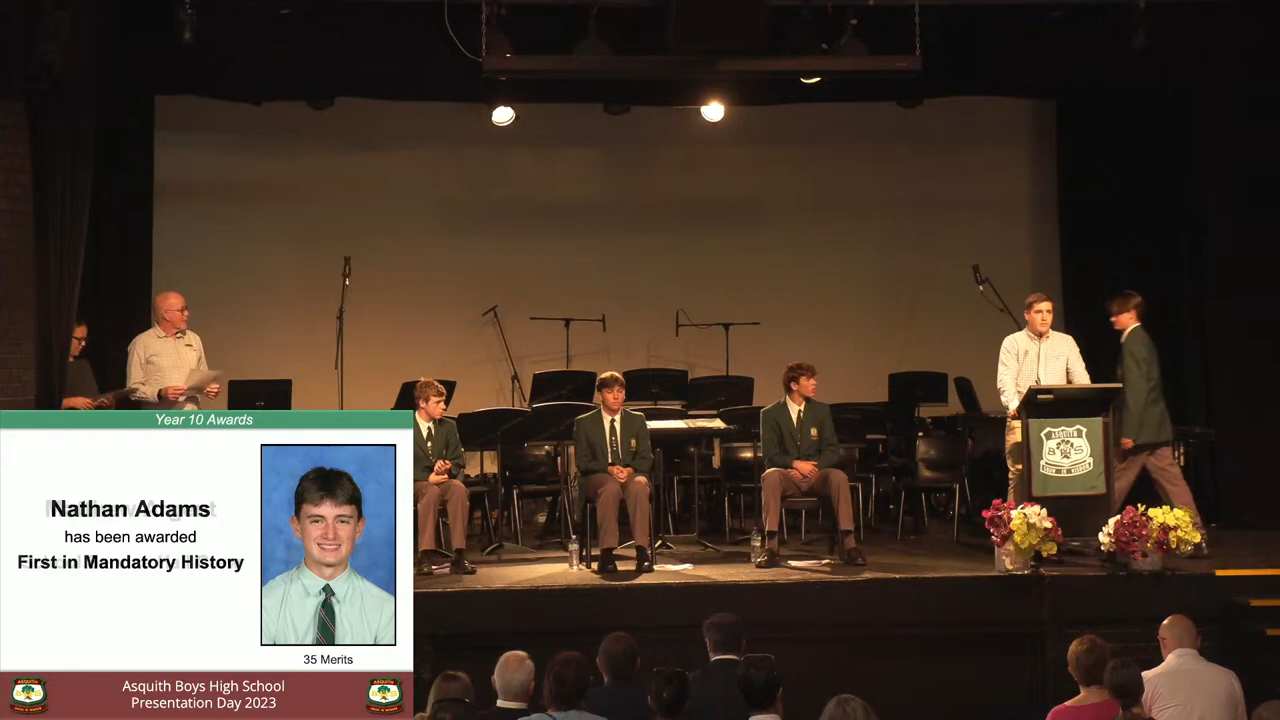 Year 10 Awards
Nathan Adams
has been awarded
First in Mandatory History
35 Merits
Asquith Boys High School
Presentation Day 2023
ASQUITH
B S